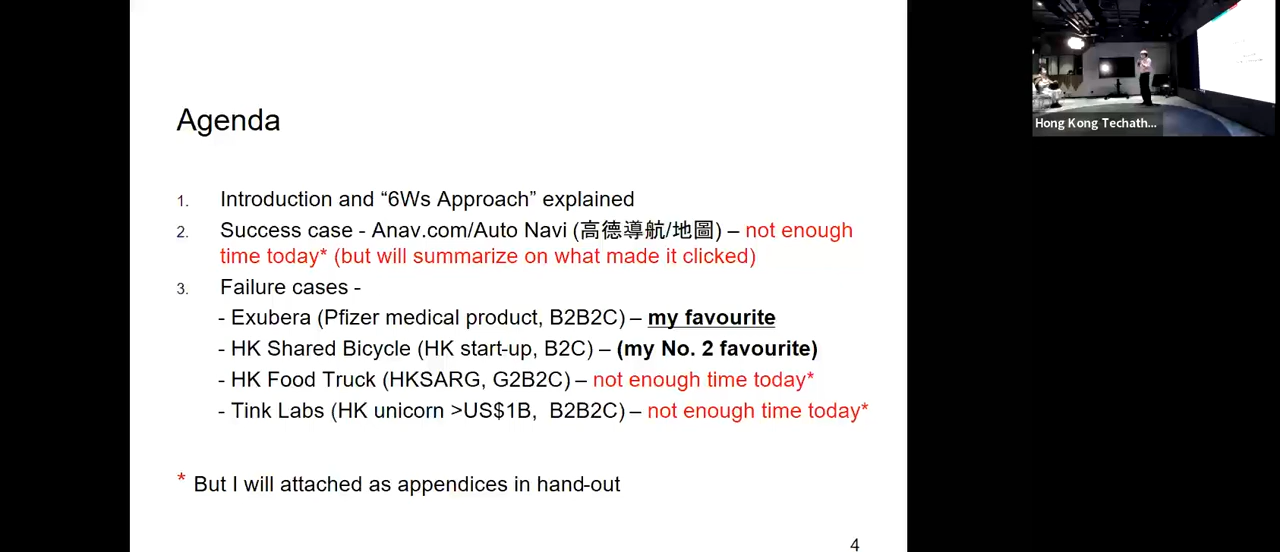 Agenda
1. Introduction and “6Ws Approach” explained
2. Success case - Anav.com/Auto Navi (高德導航/地圖) – not enough
time today* (but will summarize on what made it clicked)
3. Failure cases -
- Exubera (Pfizer medical product, B2B2C) – my favourite
- HK Shared Bicycle (HK start-up, B2C) – (my No. 2 favourite)
- HK Food Truck (HKSARG, G2B2C) – not enough time today*
- Tink Labs (HK unicorn >US$1B, B2B2C) – not enough time today*
* But I will attached as appendices in hand-out
4
Hong Kong Techath...